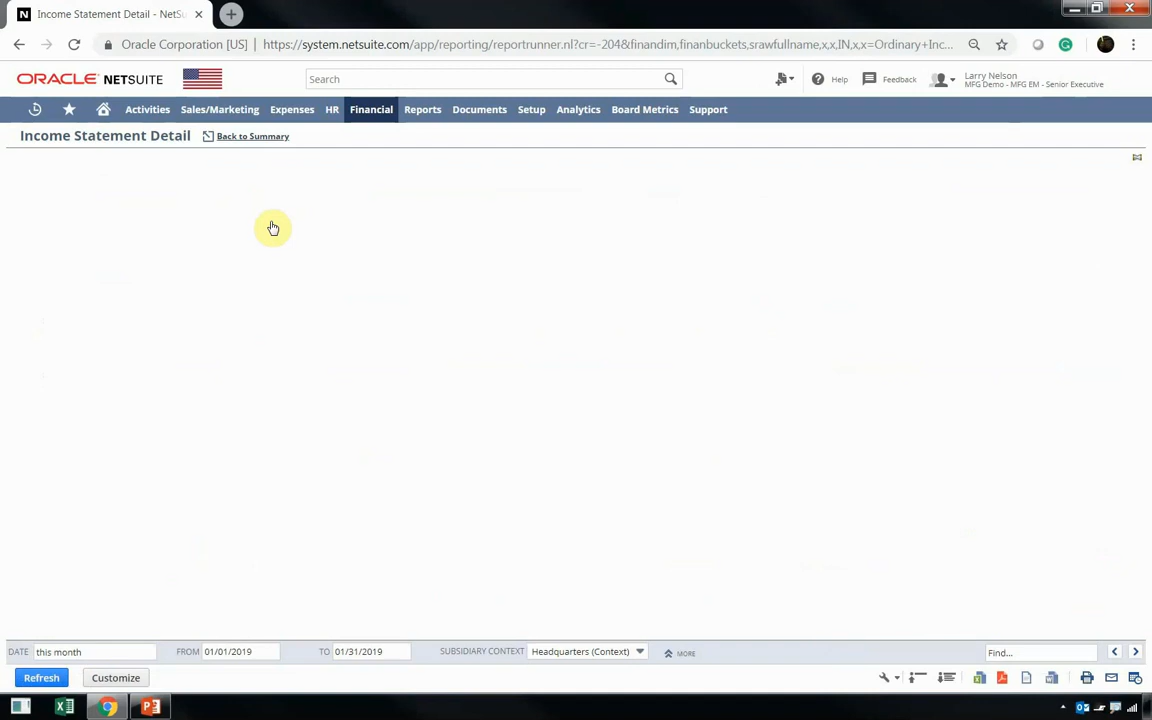 Income Statement Detail - NetSu
Oracle Corporation [US]
https://system.netsuite.com/app/reporting/reportrunner.nl?cr=-204&finandim,finanbuckets,srawfullname,x,x,IN,x,x=Ordinary+Inc...
ORACLE NETSUITE
Search
Help
Feedback
Larry Nelson
MFG Demo - MFG EM - Senior Executive
Activities
Sales/Marketing
Expenses
HR
Financial
Reports
Documents
Setup
Analytics
Board Metrics
Support
Income Statement Detail
Back to Summary
DATE
this month
FROM
01/01/2019
TO
01/31/2019
SUBSIDIARY CONTEXT
Headquarters (Context)
MORE
Find...
Refresh
Customize